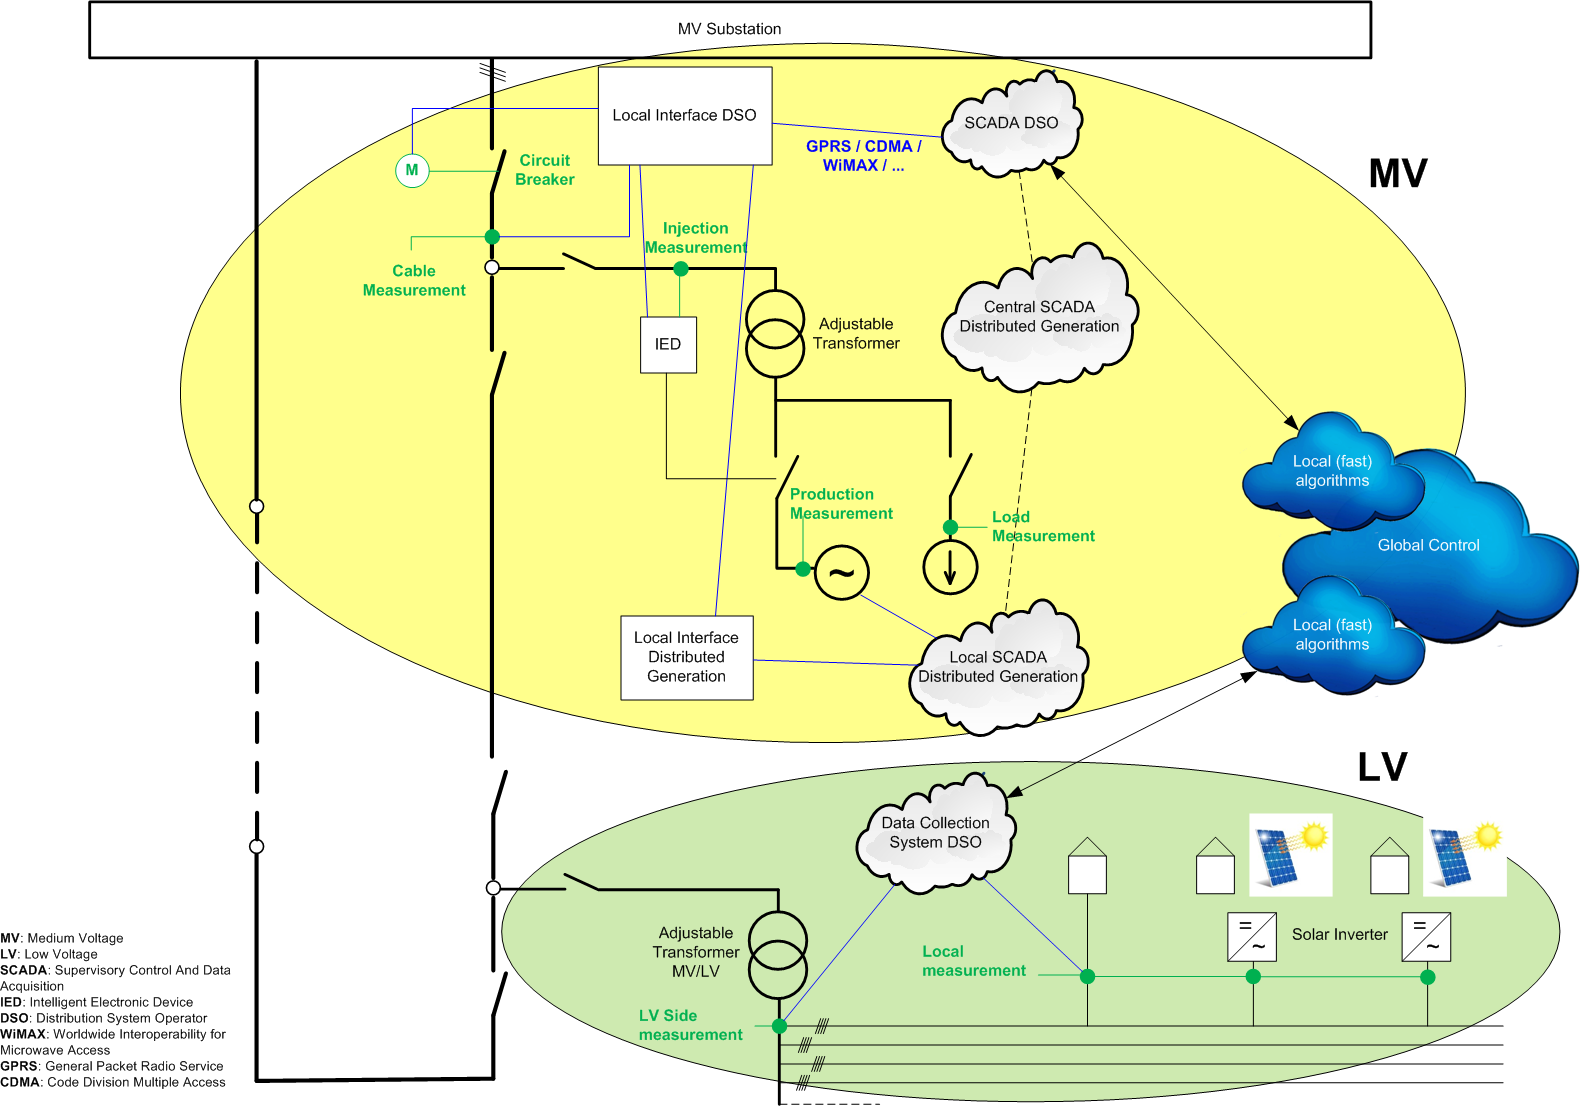 MV Substation
Local Interface DSO
SCADA DSO
GPRS / CDMA /
WiMAX / ...
MV
M
Circuit
Breaker
Injection
Measurement
Cable
Measurement
IED
Adjustable
Transformer
Central SCADA
Distributed Generation
Local (fast)
algorithms
Global Control
Production
Measurement
Load
Measurement
~
Local (fast)
algorithms
Local Interface
Distributed
Generation
Local SCADA
Distributed Generation
LV
Data Collection
System DSO
Adjustable
Transformer
MV/LV
Solar Inverter
=
~
=
~
Local
measurement
LV Side
measurement
MV: Medium Voltage
LV: Low Voltage
SCADA: Supervisory Control And Data
Acquisition
IED: Intelligent Electronic Device
DSO: Distribution System Operator
WiMAX: Worldwide Interoperability for
Microwave Access
GPRS: General Packet Radio Service
CDMA: Code Division Multiple Access